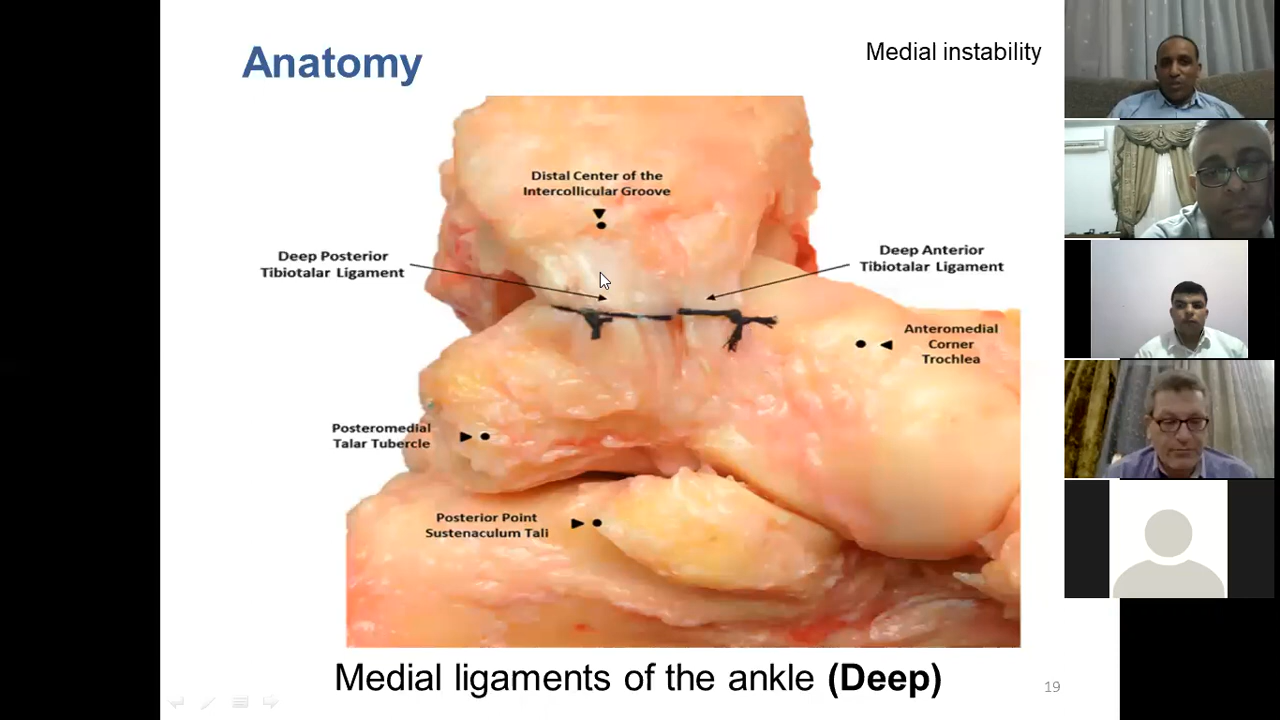 Anatomy
Medial instability
Distal Center of the
Intercollicular Groove
Deep Posterior
Tibiotalar Ligament
Deep Anterior
Tibiotalar Ligament
Anteromedial
Corner
Trochlea
Posteromedial
Talar Tubercle
Posterior Point
Sustenaculum Tali
Medial ligaments of the ankle (Deep)
19